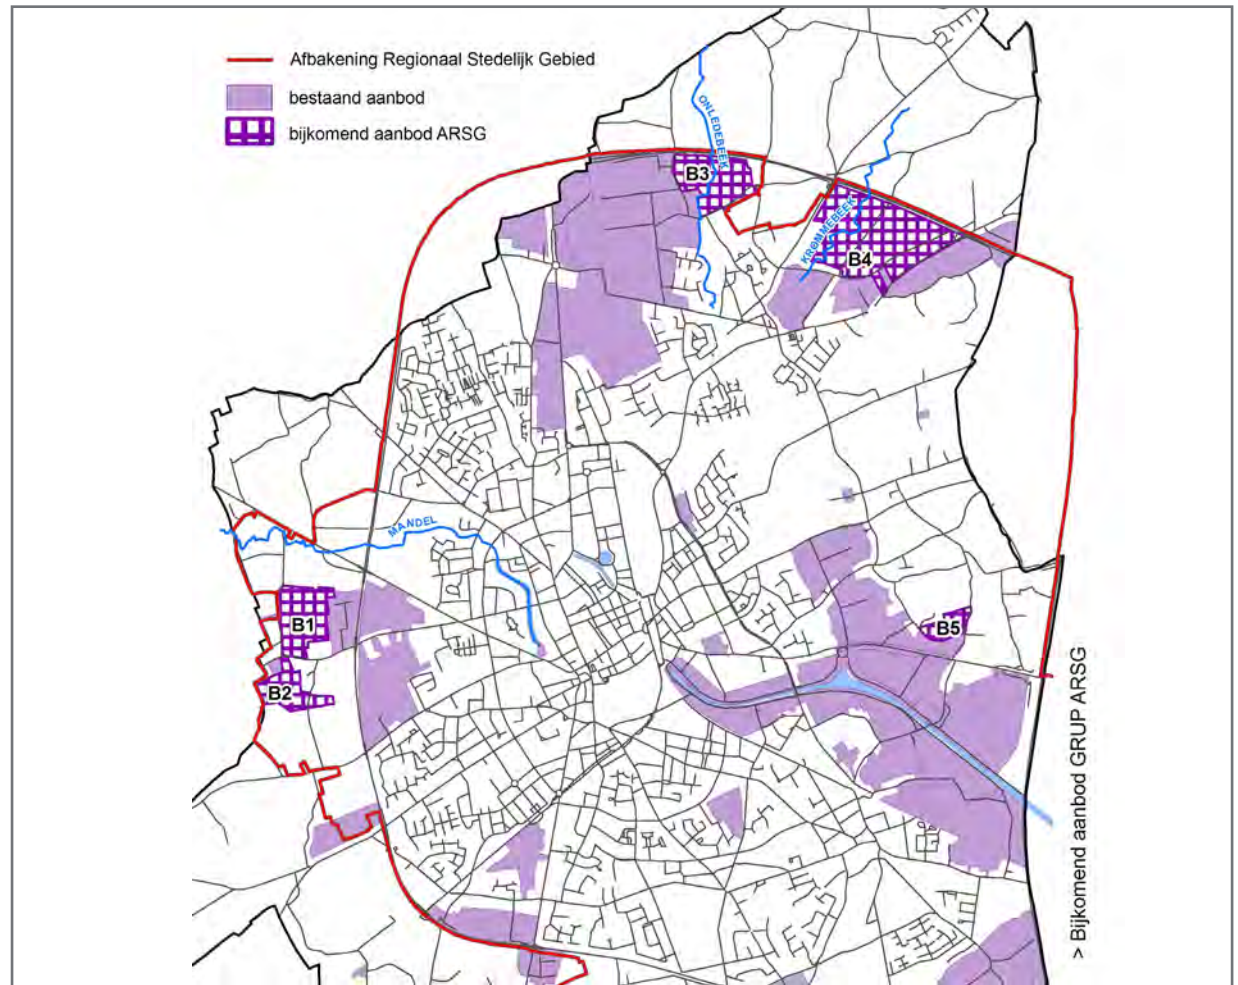 Afbakening Regionaal Stedelijk Gebied
bestaand aanbod
bijkomend aanbod ARSG
ONLEDEBEEK
B3
KROMMEBEEK
B4
MANDEL
B1
B2
B5
> Bijkomend aanbod GRUP ARSG